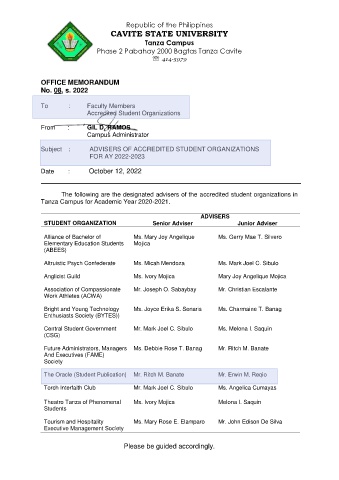 Republic of the Philippines
CAVITE STATE UNIVERSITY
Tanza Campus
Phase 2 Pabahay 2000 Bagtas Tanza Cavite
☏ 414-3979
OFFICE MEMORANDUM
No. 08, s. 2022
To : Faculty Members
Accredited Student Organizations
From : GIL D. RAMOS
Campus Administrator
Subject : ADVISERS OF ACCREDITED STUDENT ORGANIZATIONS
FOR AY 2022-2023
Date : October 12, 2022
The following are the designated advisers of the accredited student organizations in
Tanza Campus for Academic Year 2020-2021.
ADVISERS
STUDENT ORGANIZATION Senior Adviser Junior Adviser
Alliance of Bachelor of Ms. Mary Joy Angelique Ms. Gerry Mae T. Silvero
Elementary Education Students Mojica
(ABEES)
Altruistic Psych Confederate Ms. Micah Mendoza Ms. Mark Joel C. Sibulo
Anglicist Guild Ms. Ivory Mojica Mary Joy Angelique Mojica
Association of Compassionate Mr. Joseph O. Sabaybay Mr. Christian Escalante
Work Athletes (ACWA)
Bright and Young Technology Ms. Joyce Erika S. Senaris Ms. Charmaine T. Banag
Enthusiasts Society (BYTES))
Central Student Government Mr. Mark Joel C. Sibulo Ms. Melona I. Saquin
(CSG)
Future Administrators, Managers Ms. Debbie Rose T. Banag Mr. Ritch M. Banate
And Executives (FAME)
Society
The Oracle (Student Publication) Mr. Ritch M. Banate Mr. Erwin M. Reqio
Torch Interfaith Club Mr. Mark Joel C. Sibulo Ms. Angelica Cumayas
Theatro Tanza of Phenomenal Ms. Ivory Mojica Melona I. Saquin
Students
Tourism and Hospitality Ms. Mary Rose E. Elamparo Mr. John Edison De Silva
Executive Management Society
Please be guided accordingly.